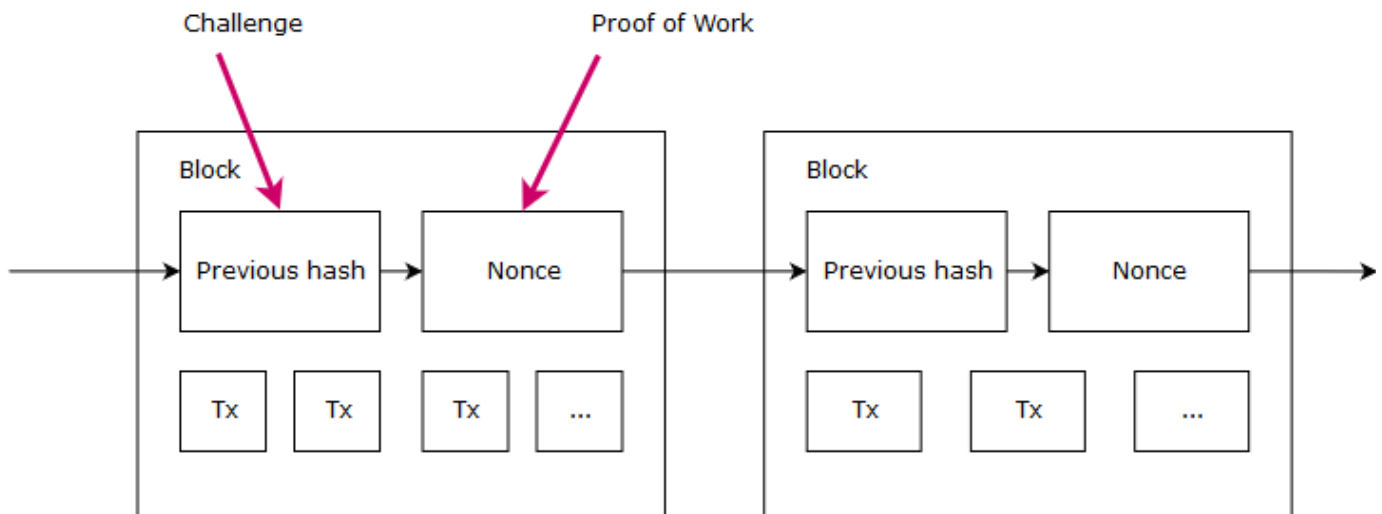 Challenge
Proof of Work
Block
Block
Previous hash
Nonce
Previous hash
Nonce
Tx
Tx
Tx
...
Tx
Tx
...